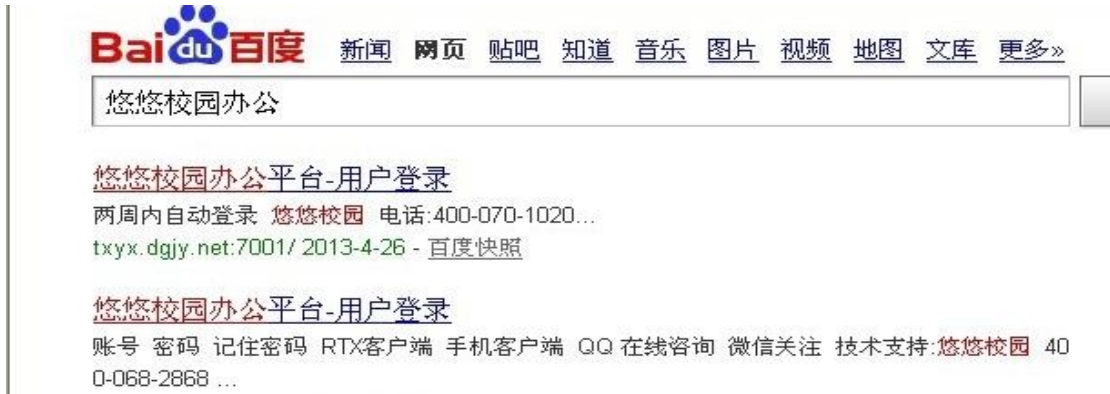 Bai du 百度 新闻 网页 贴吧 知道 音乐 图片 视频 地图 文库 更多»
悠悠校园办公
悠悠校园办公平台-用户登录
两周内自动登录 悠悠校园 电话:400-070-1020...
txyx.dgjy.net:7001/ 2013-4-26 - 百度快照
悠悠校园办公平台-用户登录
账号 密码 记住密码 RTX客户端 手机客户端 QQ 在线咨询 微信关注 技术支持:悠悠校园 40
0-068-2868 ...